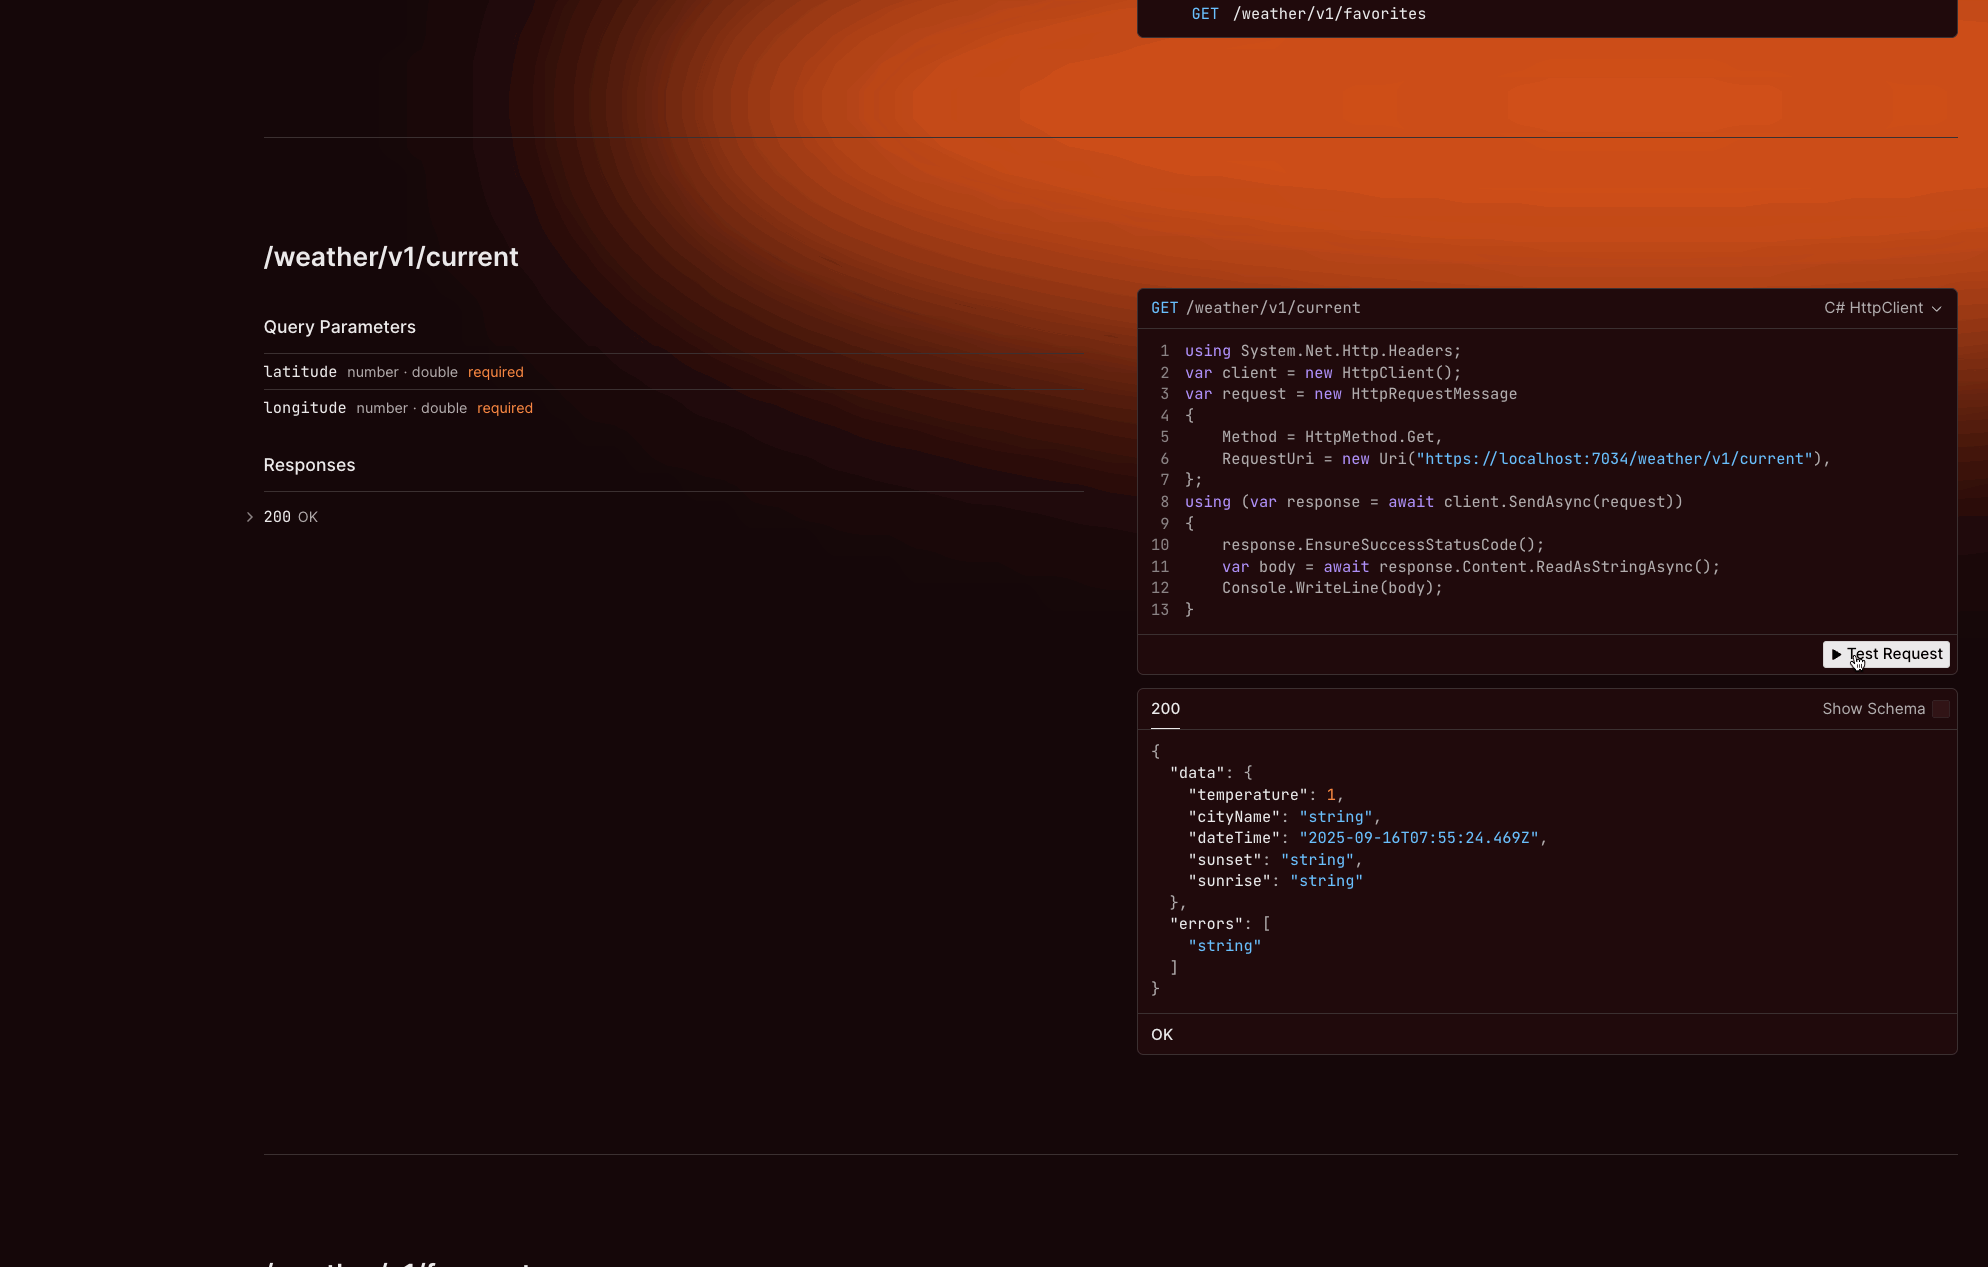 GET /weather/v1/favorites
/weather/v1/current
Query Parameters
latitude number · double required
longitude number · double required
Responses
200 OK
GET /weather/v1/current C# HttpClient
1 using System.Net.Http.Headers;
2 var client = new HttpClient();
3 var request = new HttpRequestMessage
4 {
5     Method = HttpMethod.Get,
6     RequestUri = new Uri("https://localhost:7034/weather/v1/current"),
7 };
8 using (var response = await client.SendAsync(request))
9 {
10     response.EnsureSuccessStatusCode();
11     var body = await response.Content.ReadAsStringAsync();
12     Console.WriteLine(body);
13 }
Test Request
200 Show Schema
{
  "data": {
    "temperature": 1,
    "cityName": "string",
    "dateTime": "2025-09-16T07:55:24.469Z",
    "sunset": "string",
    "sunrise": "string"
  },
  "errors": [
    "string"
  ]
}
OK